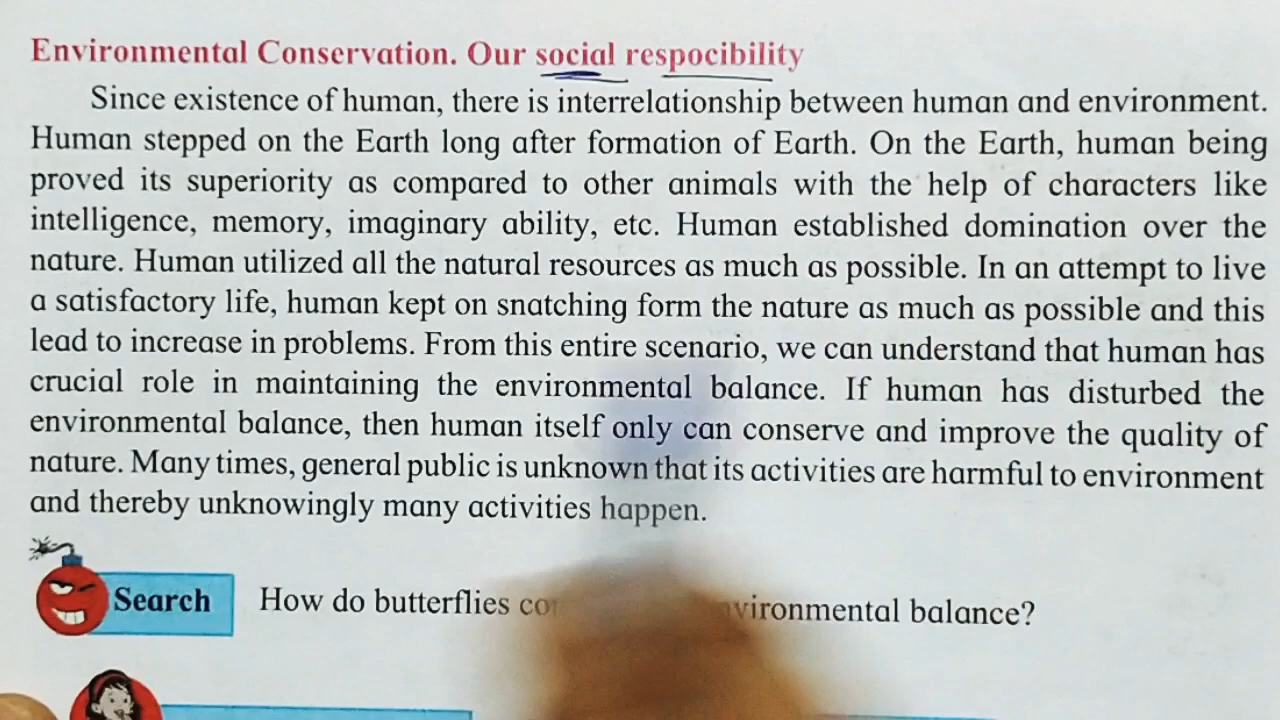 Environmental Conservation. Our social respocibility
Since existence of human, there is interrelationship between human and environment.
Human stepped on the Earth long after formation of Earth. On the Earth, human being
proved its superiority as compared to other animals with the help of characters like
intelligence, memory, imaginary ability, etc. Human established domination over the
nature. Human utilized all the natural resources as much as possible. In an attempt to live
a satisfactory life, human kept on snatching form the nature as much as possible and this
lead to increase in problems. From this entire scenario, we can understand that human has
crucial role in maintaining the environmental balance. If human has disturbed the
environmental balance, then human itself only can conserve and improve the quality of
nature. Many times, general public is unknown that its activities are harmful to environment
and thereby unknowingly many activities happen.
Search How do butterflies balance?